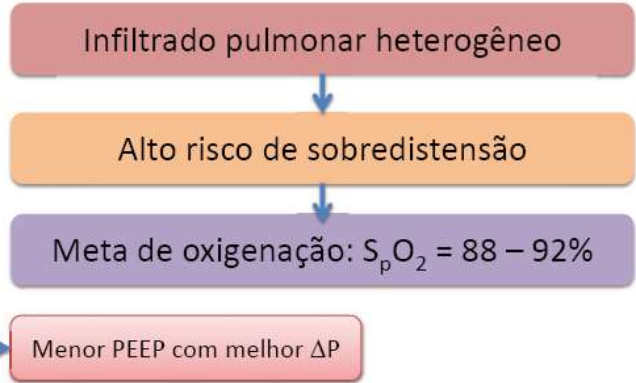 Infiltrado pulmonar heterogêneo
Alto risco de sobredistensão
Meta de oxigenação: SpO2 = 88 – 92%
Menor PEEP com melhor ΔP